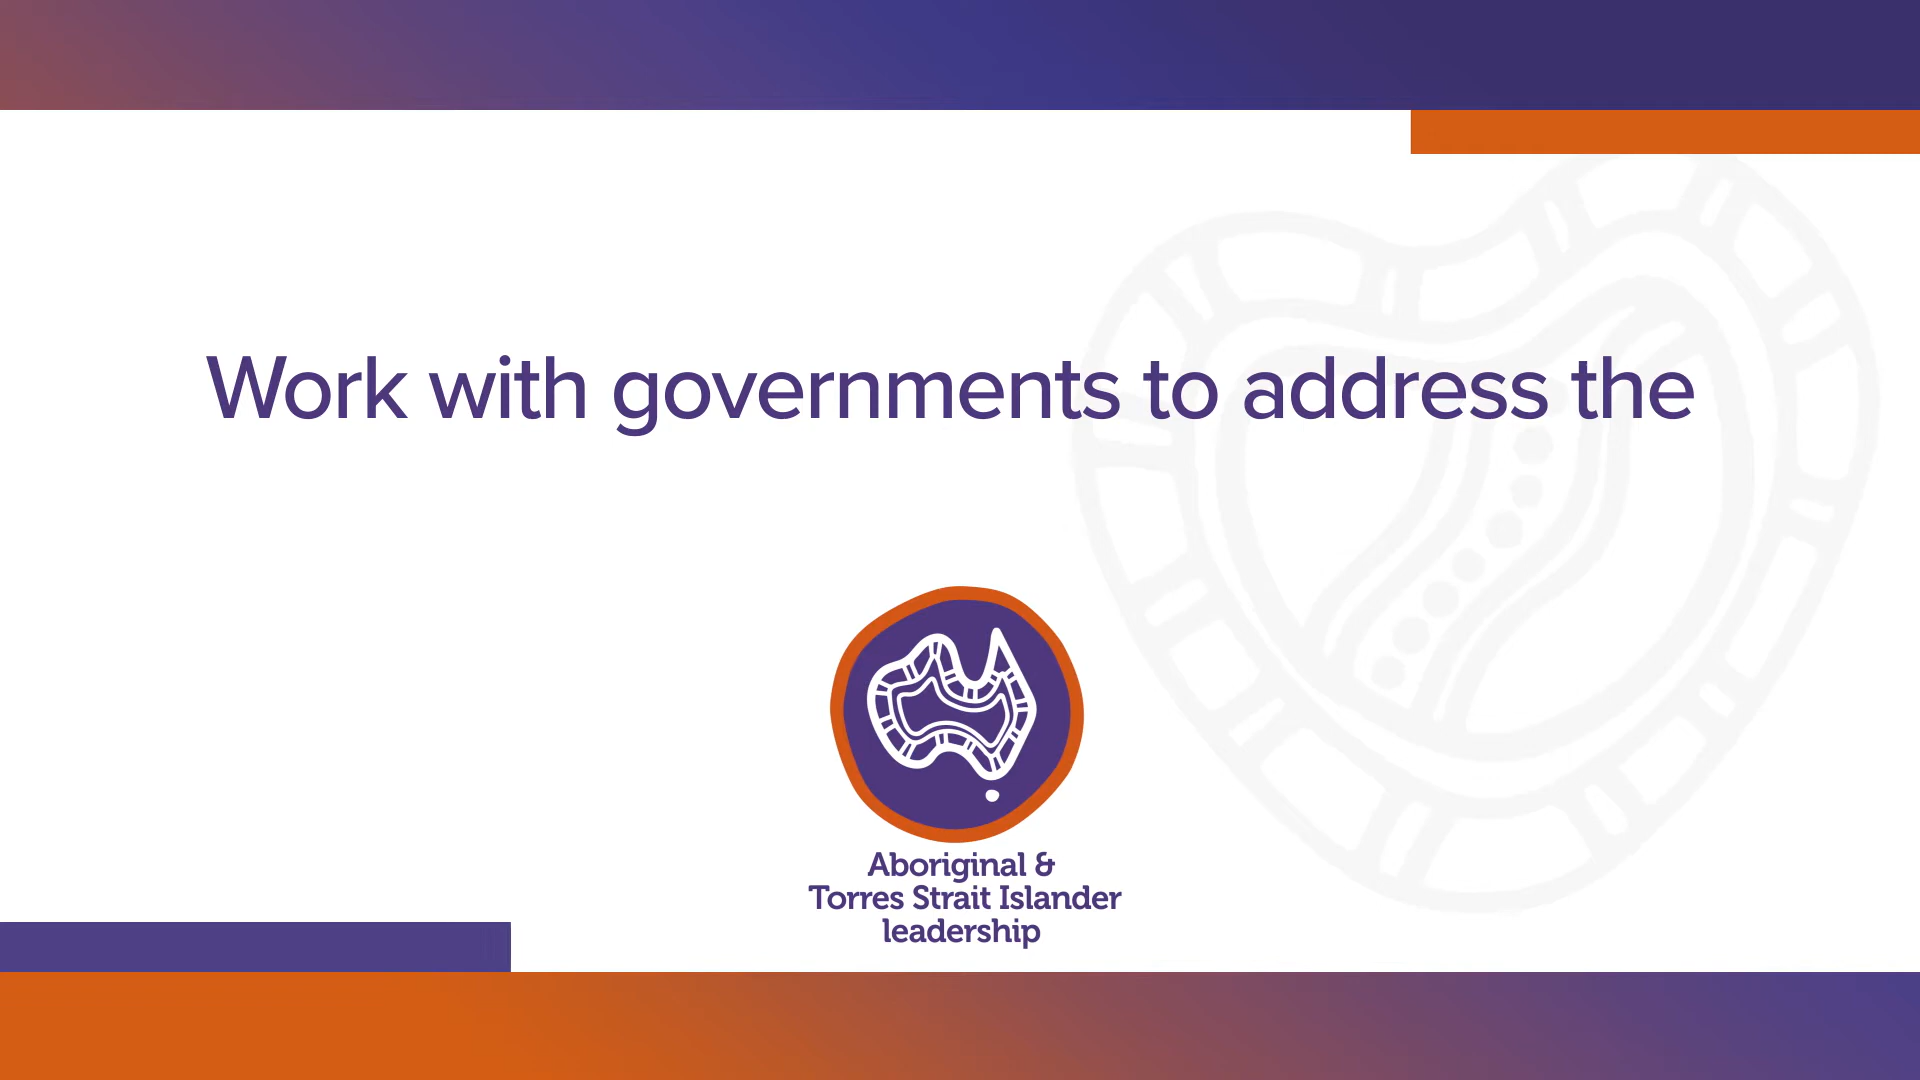 Work with governments to address the
Aboriginal &
Torres Strait Islander
leadership